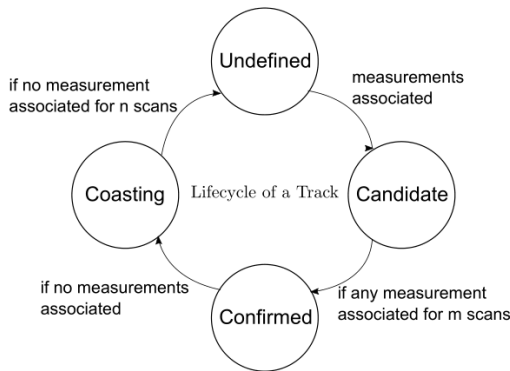 Undefined
if no measurement
associated for n scans
measurements
associated
Coasting
Lifecycle of a Track
Candidate
if no measurements
associated
if any measurement
associated for m scans
Confirmed